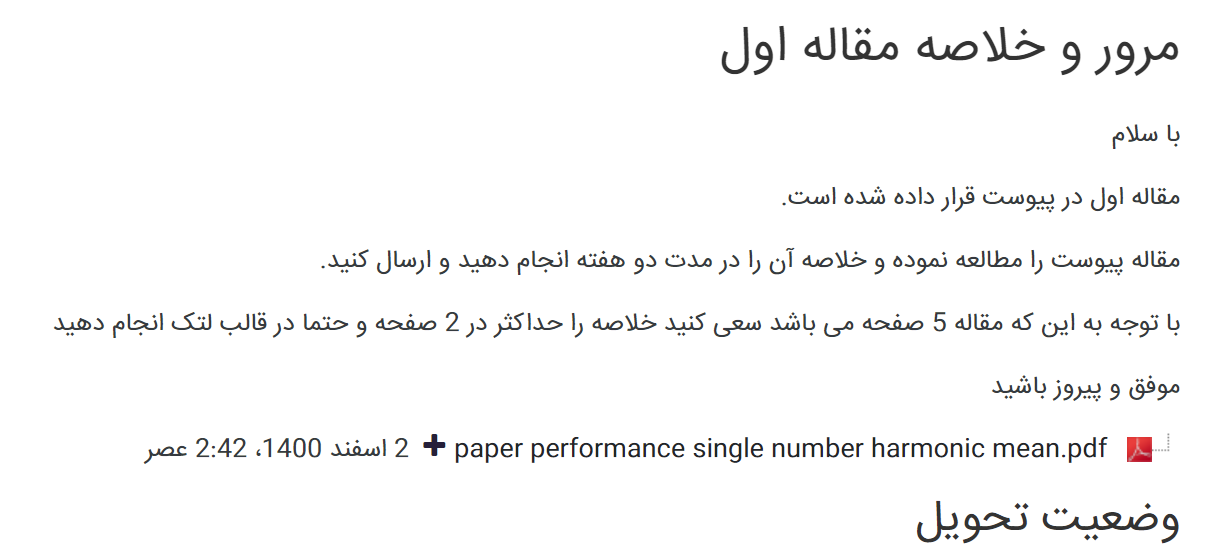 مرور و خلاصه مقاله اول
با سلام
مقاله اول در پیوست قرار داده شده است.
مقاله پیوست را مطالعه نموده و خلاصه آن را در مدت دو هفته انجام دهید و ارسال کنید.
با توجه به این که مقاله 5 صفحه می باشد سعی کنید خلاصه را حداکثر در 2 صفحه و حتما در قالب لتک انجام دهید
موفق و پیروز باشید
paper performance single number harmonic mean.pdf 2 اسفند 1400، 2:42 عصر
وضعیت تحویل